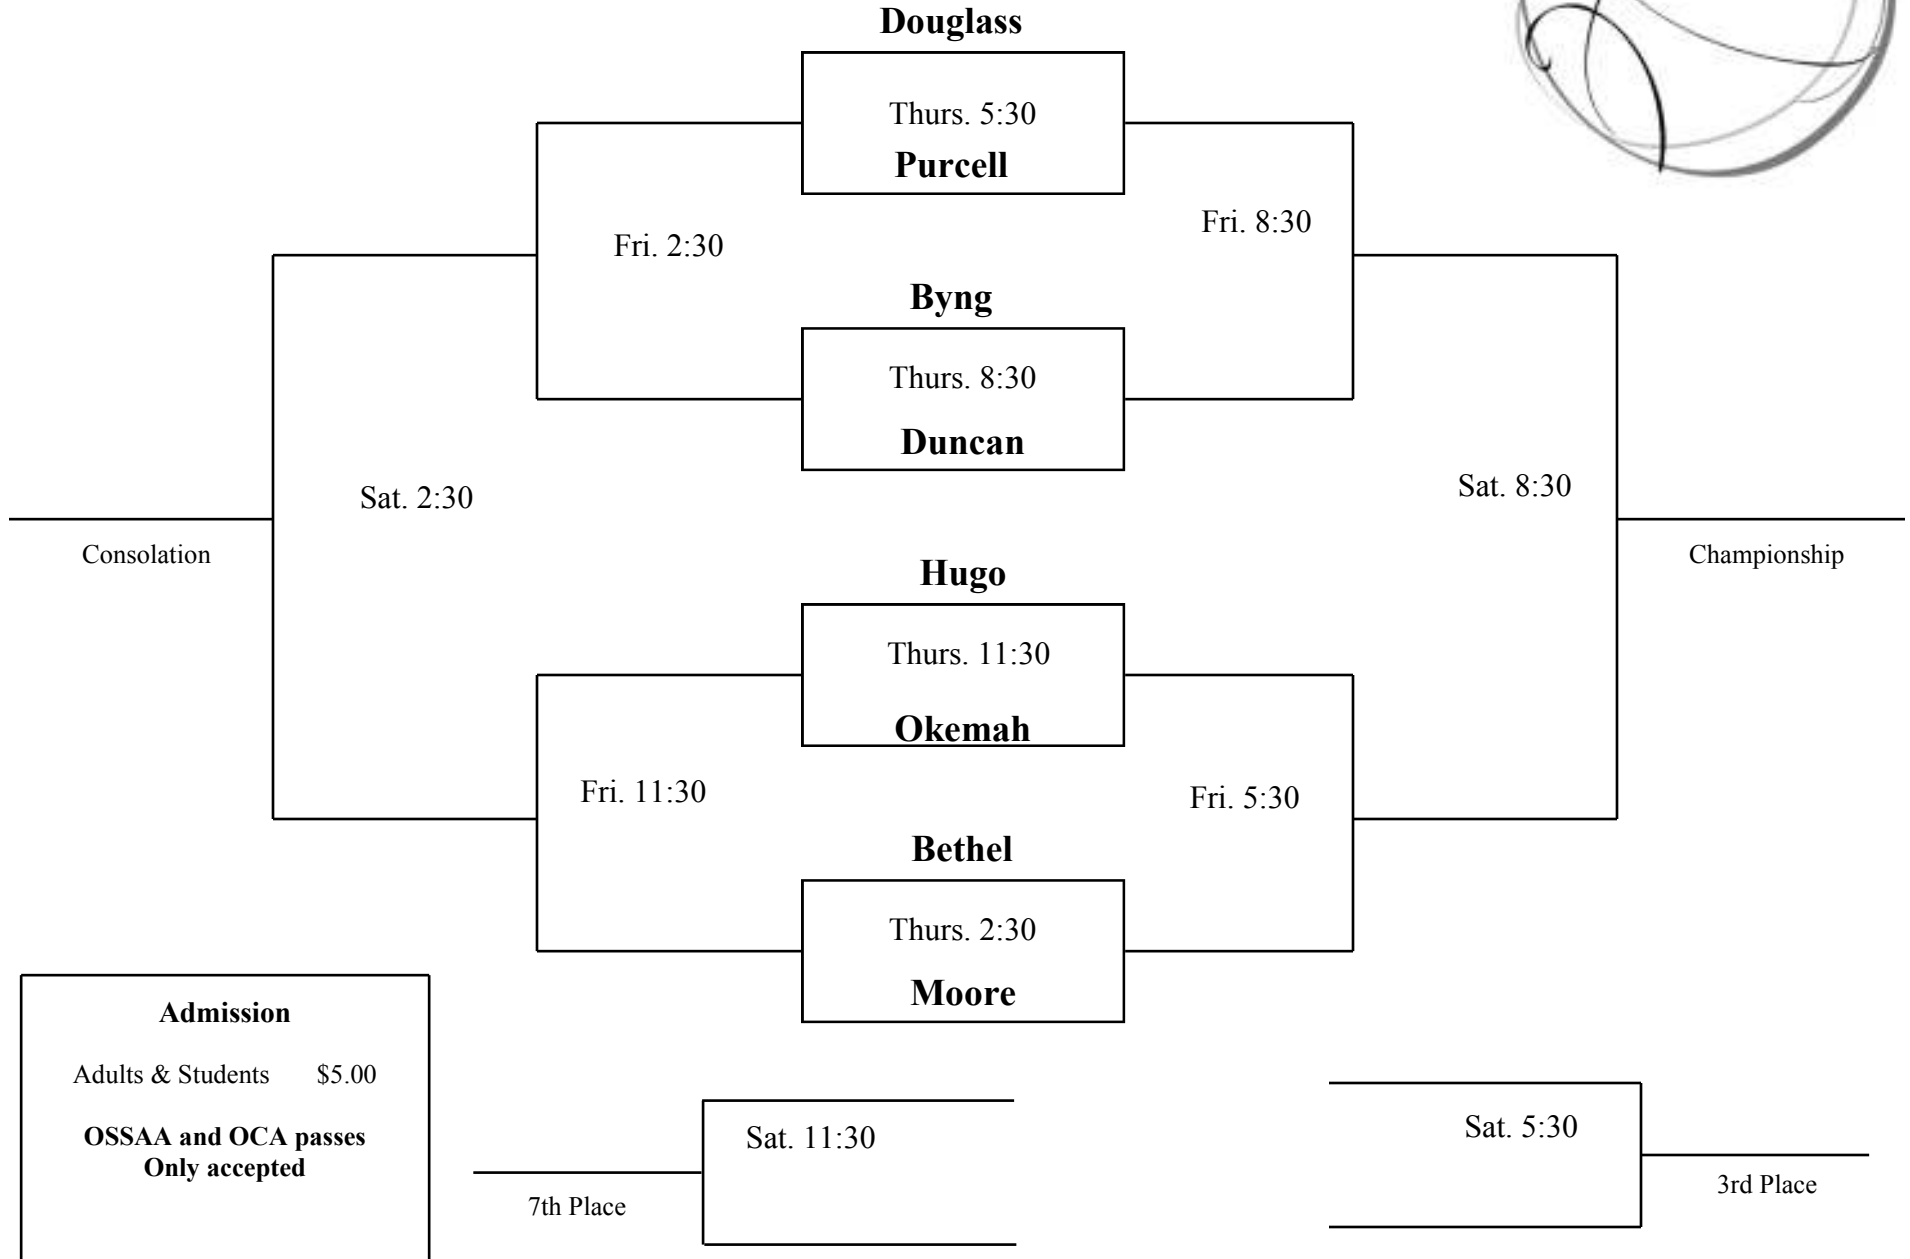 Douglass
Thurs. 5:30
Purcell
Fri. 2:30
Fri. 8:30
Byng
Thurs. 8:30
Duncan
Sat. 2:30
Sat. 8:30
Consolation
Championship
Hugo
Thurs. 11:30
Okemah
Fri. 11:30
Fri. 5:30
Bethel
Thurs. 2:30
Moore
Admission
Adults & Students $5.00
OSSAA and OCA passes
Only accepted
Sat. 11:30
7th Place
Sat. 5:30
3rd Place